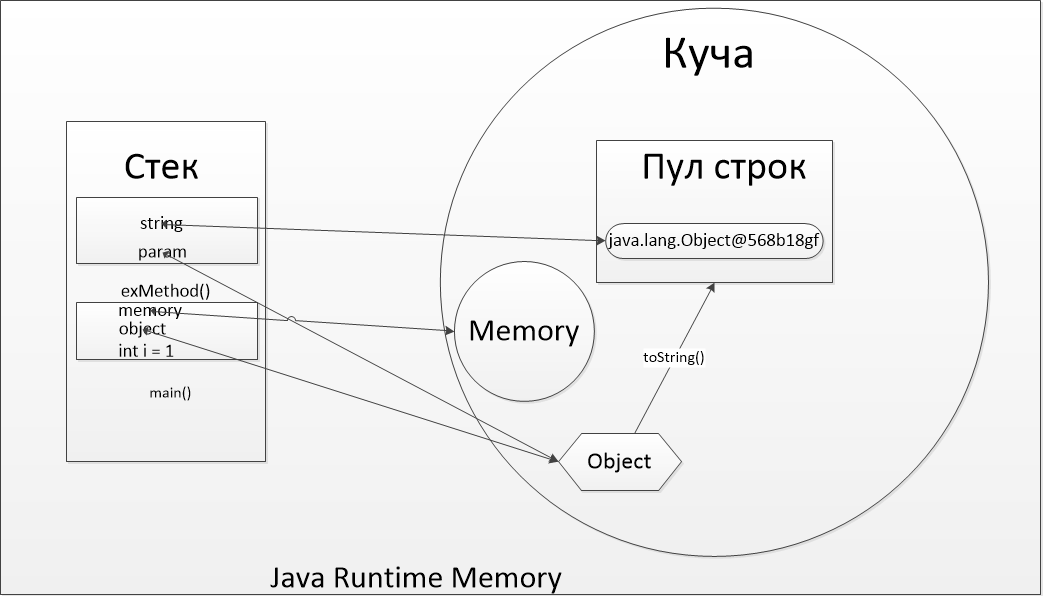 Куча
Стек
Пул строк
string
java.lang.Object@568b18gf
param
exMethod()
memory
object
Memory
int i = 1
toString()
main()
Object
Java Runtime Memory